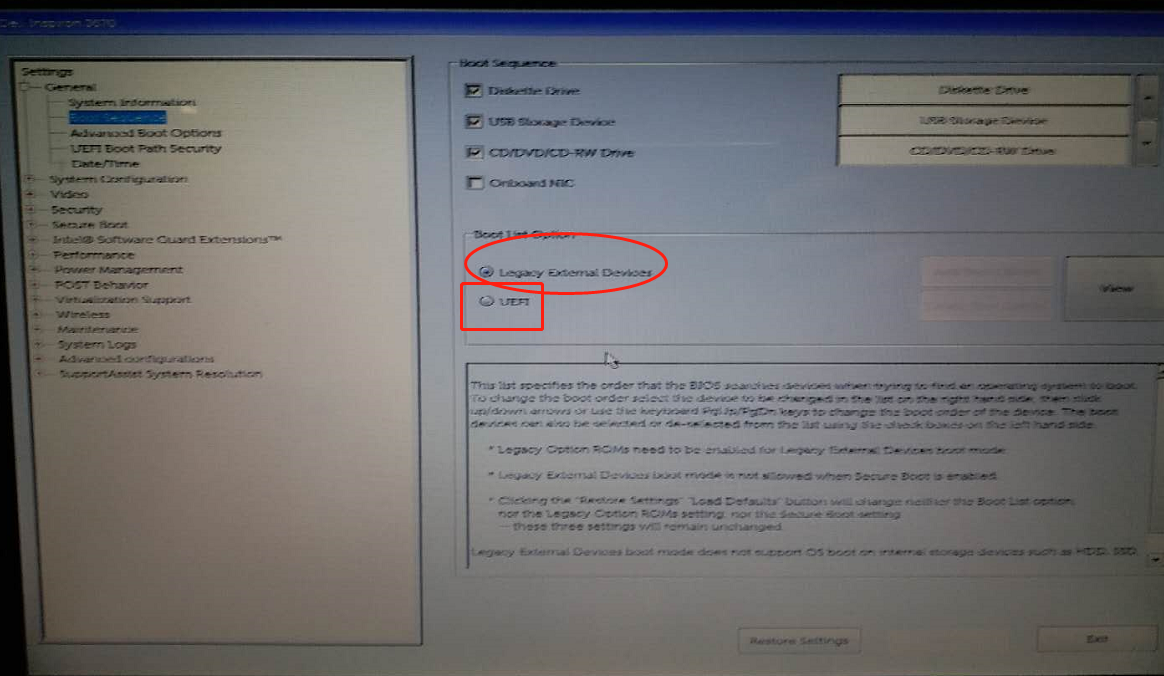 Inspiron 3670
Settings
General
System Information
Boot Sequence
Advanced Boot Options
UEFI Boot Path Security
Date/Time
System Configuration
Video
Security
Secure Boot
Intel® Software Guard Extensions™
Performance
Power Management
POST Behavior
Virtualization Support
Wireless
Maintenance
System Logs
Advanced configurations
SupportAssist System Resolution
Boot Sequence
Diskette Drive
USB Storage Device
CD/DVD/CD-RW Drive
Onboard NIC
Diskette Drive
USB Storage Device
CD/DVD/CD-RW Drive
Boot List Option
Legacy External Devices
UEFI
View
This list specifies the order that the BIOS searches devices when trying to find an operating system to boot.
To change the boot order select the device to be changed in the list on the right hand side, then click
up/down arrows or use the keyboard PgUp/PgDn keys to change the boot order of the device. The boot
devices can also be selected or de-selected from the list using the check boxes on the left hand side.
* Legacy Option ROMs need to be enabled for Legacy External Devices boot mode.
* Legacy External Devices boot mode is not allowed when Secure Boot is enabled.
* Clicking the "Restore Settings" "Load Defaults" button will change neither the Boot List option,
nor the Legacy Option ROMs setting, nor the Secure Boot setting
-- these three settings will remain unchanged.
Legacy External Devices boot mode does not support OS boot on internal storage devices such as HDD, SSD,
Restore Settings
Exit